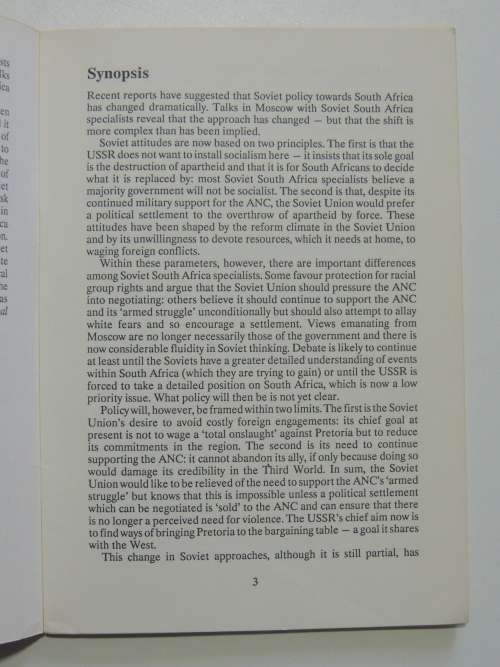 sts
lks
ica
en
it
of
to
he
of
et
sk
in
ca
n.
et
te
al
he
as
al
Synopsis
Recent reports have suggested that Soviet policy towards South Africa
has changed dramatically. Talks in Moscow with Soviet South Africa
specialists reveal that the approach has changed — but that the shift is
more complex than has been implied.
Soviet attitudes are now based on two principles. The first is that the
USSR does not want to install socialism here — it insists that its sole goal
is the destruction of apartheid and that it is for South Africans to decide
what it is replaced by: most Soviet South Africa specialists believe a
majority government will not be socialist. The second is that, despite its
continued military support for the ANC, the Soviet Union would prefer
a political settlement to the overthrow of apartheid by force. These
attitudes have been shaped by the reform climate in the Soviet Union
and by its unwillingness to devote resources, which it needs at home, to
waging foreign conflicts.
Within these parameters, however, there are important differences
among Soviet South Africa specialists. Some favour protection for racial
group rights and argue that the Soviet Union should pressure the ANC
into negotiating: others believe it should continue to support the ANC
and its 'armed struggle' unconditionally but should also attempt to allay
white fears and so encourage a settlement. Views emanating from
Moscow are no longer necessarily those of the government and there is
now considerable fluidity in Soviet thinking. Debate is likely to continue
at least until the Soviets have a greater detailed understanding of events
within South Africa (which they are trying to gain) or until the USSR is
forced to take a detailed position on South Africa, which is now a low
priority issue. What policy will then be is not yet clear.
Policy will, however, be framed within two limits. The first is the Soviet
Union's desire to avoid costly foreign engagements: its chief goal at
present is not to wage a 'total onslaught' against Pretoria but to reduce
its commitments in the region. The second is its need to continue
supporting the ANC: it cannot abandon its ally, if only because doing so
would damage its credibility in the Third World. In sum, the Soviet
Union would like to be relieved of the need to support the ANC's 'armed
struggle' but knows that this is impossible unless a political settlement
which can be negotiated is 'sold' to the ANC and can ensure that there
is no longer a perceived need for violence. The USSR's chief aim now is
to find ways of bringing Pretoria to the bargaining table — a goal it shares
with the West.
This change in Soviet approaches, although it is still partial, has
3